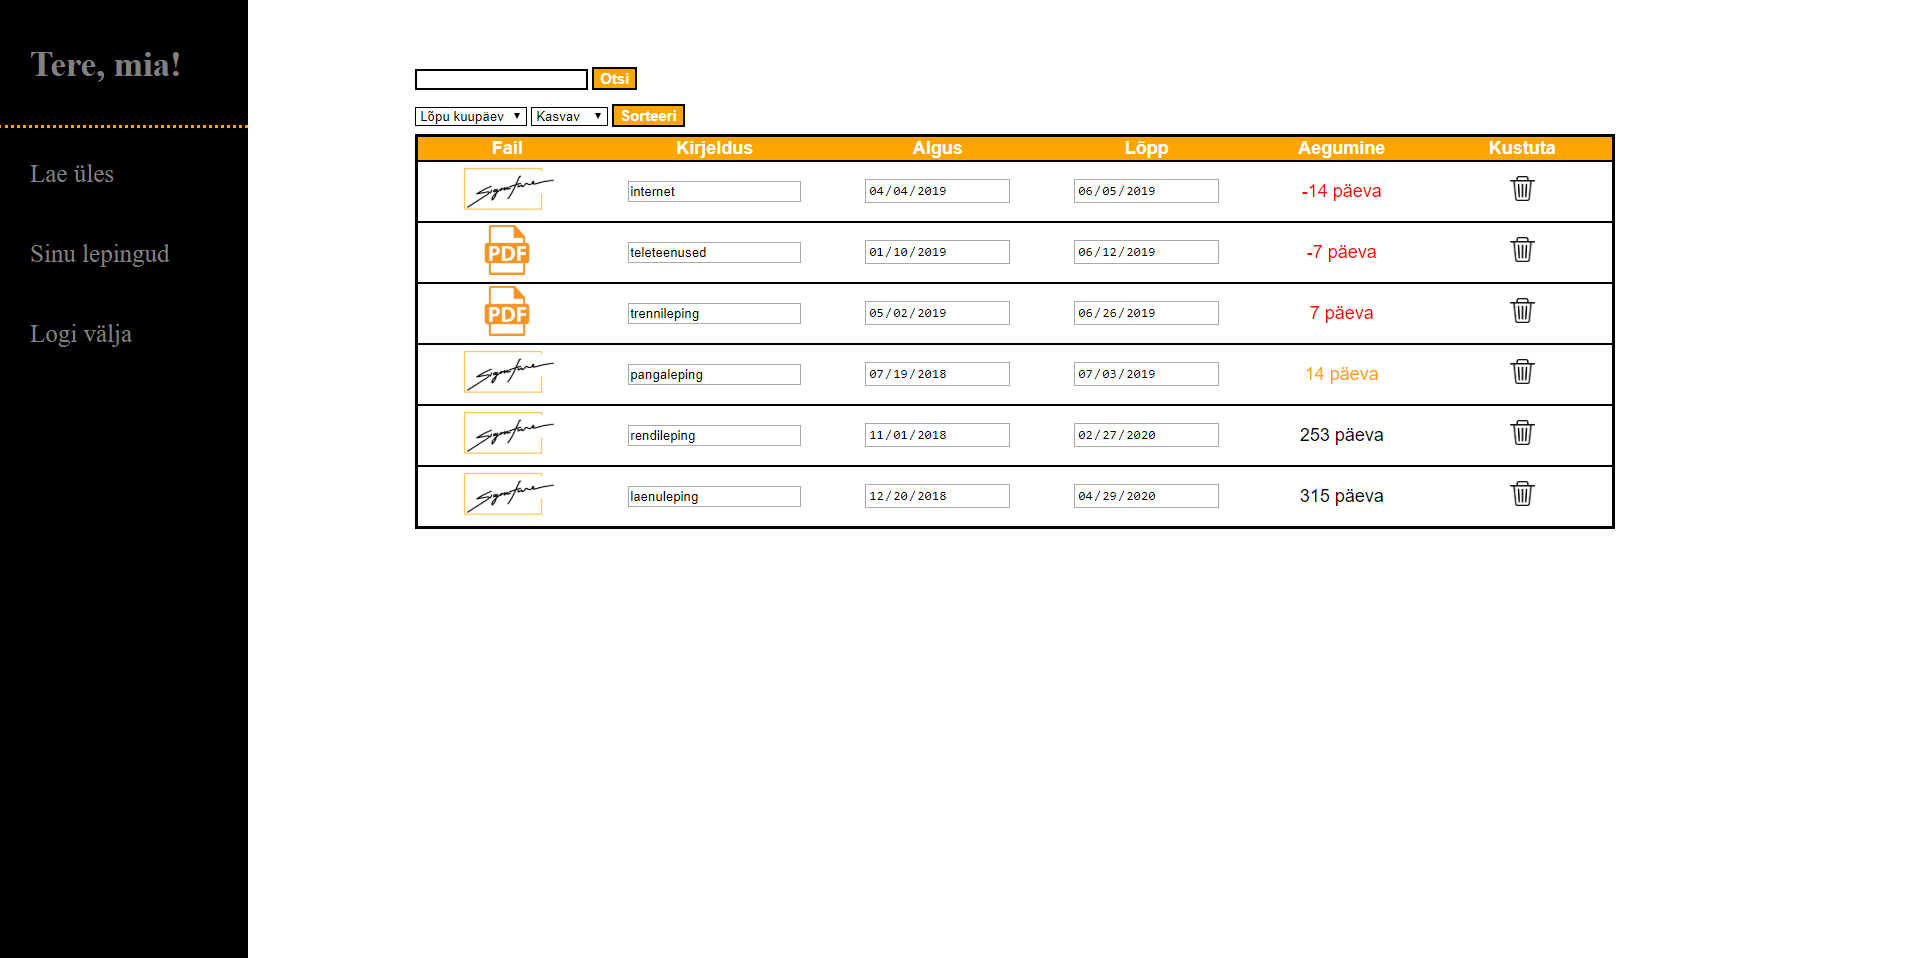 Tere, mia!
Lae üles
Sinu lepingud
Logi välja
Otsi
Lõpu kuupäev Kasvav Sorteeri
Fail Kirjeldus Algus Lõpp Aegumine Kustuta
Signature internet 04/04/2019 06/05/2019 -14 päeva
PDF teleteenused 01/10/2019 06/12/2019 -7 päeva
PDF trennileping 05/02/2019 06/26/2019 7 päeva
Signature pangaleping 07/19/2018 07/03/2019 14 päeva
Signature rendileping 11/01/2018 02/27/2020 253 päeva
Signature laenuleping 12/20/2018 04/29/2020 315 päeva